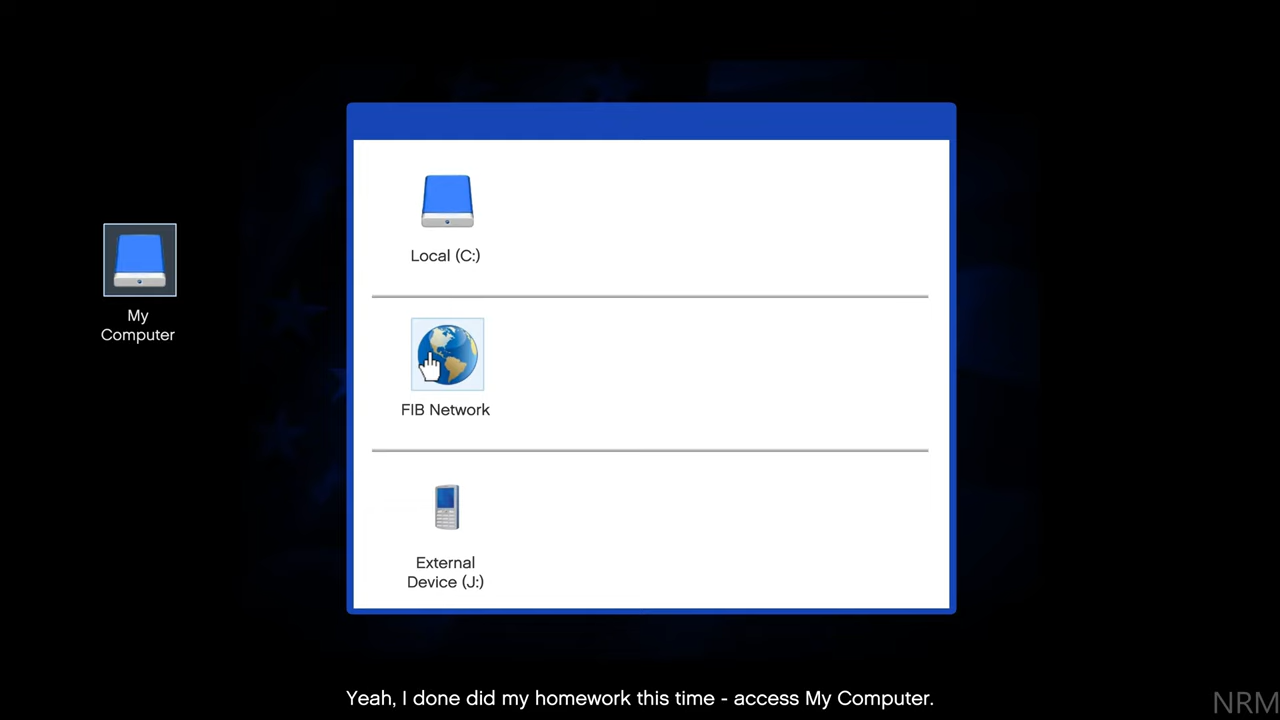 Local (C:)
My
Computer
FIB Network
External
Device (J:)
Yeah, I done did my homework this time - access My Computer.
NRM